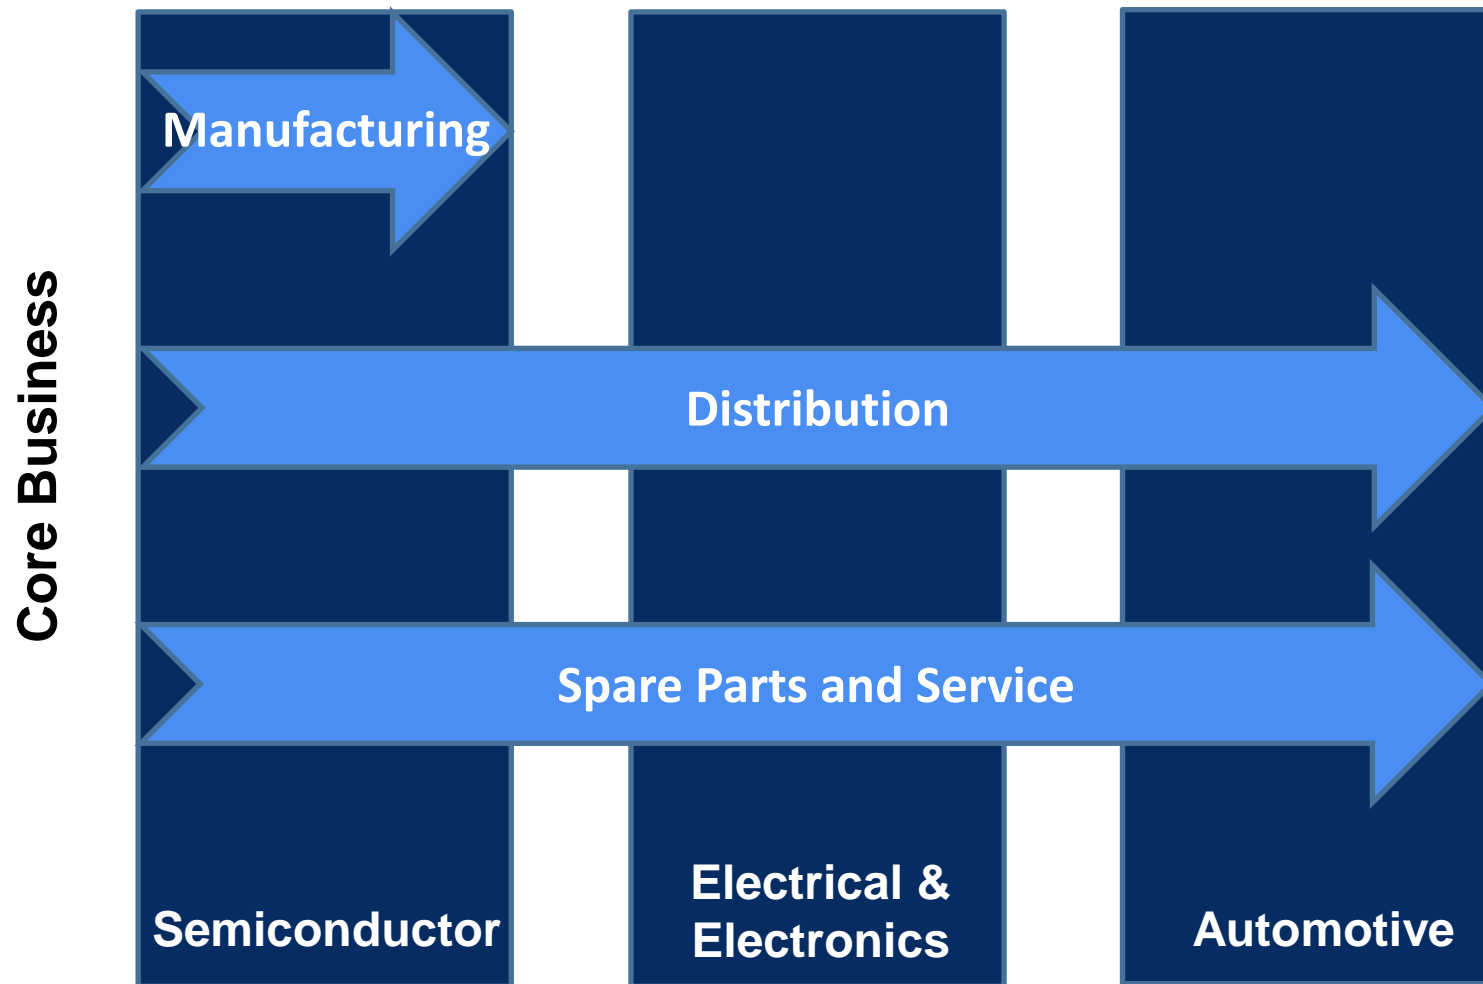 Core Business
Manufacturing
Distribution
Spare Parts and Service
Semiconductor
Electrical &
Electronics
Automotive